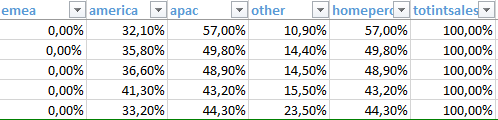 emea america apac other homeperc totintsales
0,00% 32,10% 57,00% 10,90% 57,00% 100,00%
0,00% 35,80% 49,80% 14,40% 49,80% 100,00%
0,00% 36,60% 48,90% 14,50% 48,90% 100,00%
0,00% 41,30% 43,20% 15,50% 43,20% 100,00%
0,00% 33,20% 44,30% 23,50% 44,30% 100,00%